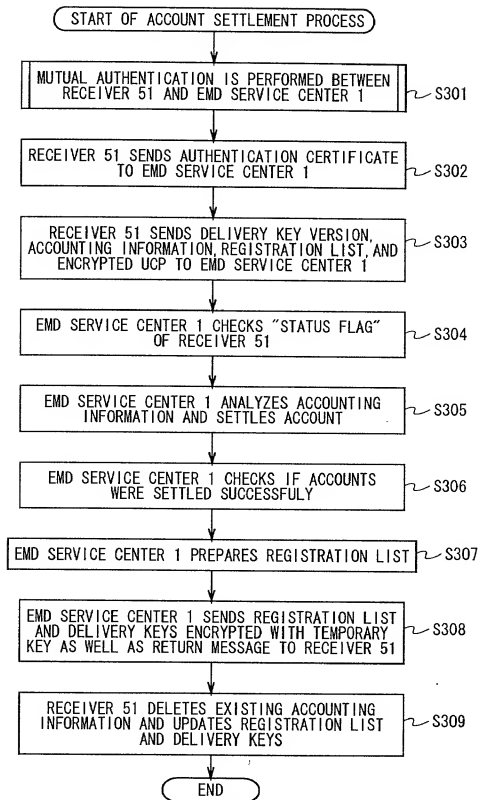 START OF ACCOUNT SETTLEMENT PROCESS
MUTUAL AUTHENTICATION IS PERFORMED BETWEEN
RECEIVER 51 AND EMD SERVICE CENTER 1
S301
RECEIVER 51 SENDS AUTHENTICATION CERTIFICATE
TO EMD SERVICE CENTER 1
S302
RECEIVER 51 SENDS DELIVERY KEY VERSION,
ACCOUNTING INFORMATION, REGISTRATION LIST, AND
ENCRYPTED UCP TO EMD SERVICE CENTER 1
S303
EMD SERVICE CENTER 1 CHECKS "STATUS FLAG"
OF RECEIVER 51
S304
EMD SERVICE CENTER 1 ANALYZES ACCOUNTING
INFORMATION AND SETTLES ACCOUNT
S305
EMD SERVICE CENTER 1 CHECKS IF ACCOUNTS
WERE SETTLED SUCCESSFULY
S306
EMD SERVICE CENTER 1 PREPARES REGISTRATION LIST
S307
EMD SERVICE CENTER 1 SENDS REGISTRATION LIST
AND DELIVERY KEYS ENCRYPTED WITH TEMPORARY
KEY AS WELL AS RETURN MESSAGE TO RECEIVER 51
S308
RECEIVER 51 DELETES EXISTING ACCOUNTING
INFORMATION AND UPDATES REGISTRATION LIST
AND DELIVERY KEYS
S309
END